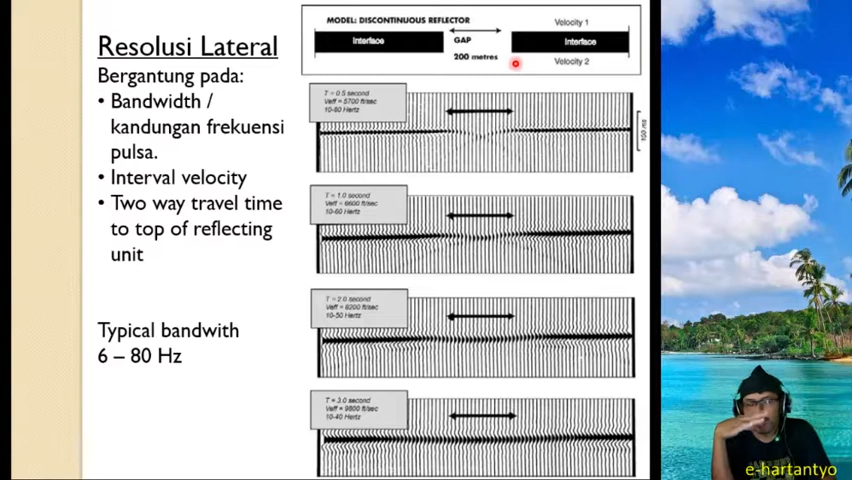 Resolusi Lateral
Bergantung pada:
• Bandwidth /
kandungan frekuensi
pulsa.
• Interval velocity
• Two way travel time
to top of reflecting
unit
Typical bandwith
6 – 80 Hz
MODEL: DISCONTINUOUS REFLECTOR
Velocity 1
Interface
GAP
Interface
200 metres
Velocity 2
T = 0.5 second
Veff = 5700 ft/sec
10-80 Hertz
100 ms
T = 1.0 second
Veff = 6600 ft/sec
10-60 Hertz
T = 2.0 second
Veff = 8200 ft/sec
10-50 Hertz
T = 3.0 second
Veff = 9800 ft/sec
10-40 Hertz
e-hartantyo